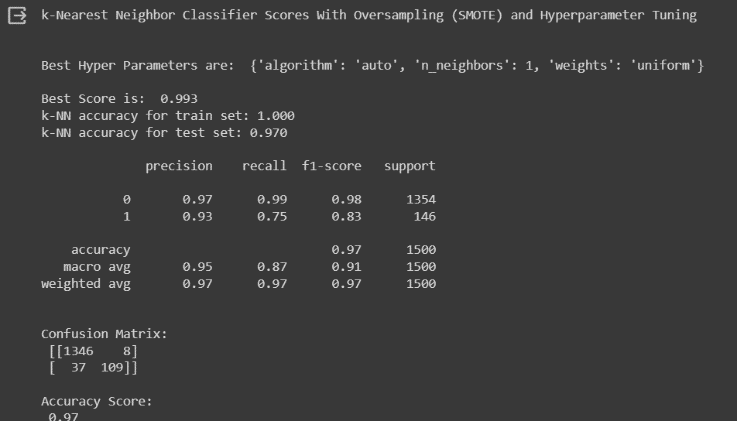 k-Nearest Neighbor Classifier Scores With Oversampling (SMOTE) and Hyperparameter Tuning
Best Hyper Parameters are:  {'algorithm': 'auto', 'n_neighbors': 1, 'weights': 'uniform'}
Best Score is:  0.993
k-NN accuracy for train set: 1.000
k-NN accuracy for test set: 0.970
precision    recall  f1-score   support
0       0.97      0.99      0.98      1354
1       0.93      0.75      0.83       146
accuracy                           0.97      1500
macro avg       0.95      0.87      0.91      1500
weighted avg       0.97      0.97      0.97      1500
Confusion Matrix:
[[1346    8]
[  37  109]]
Accuracy Score:
0.97